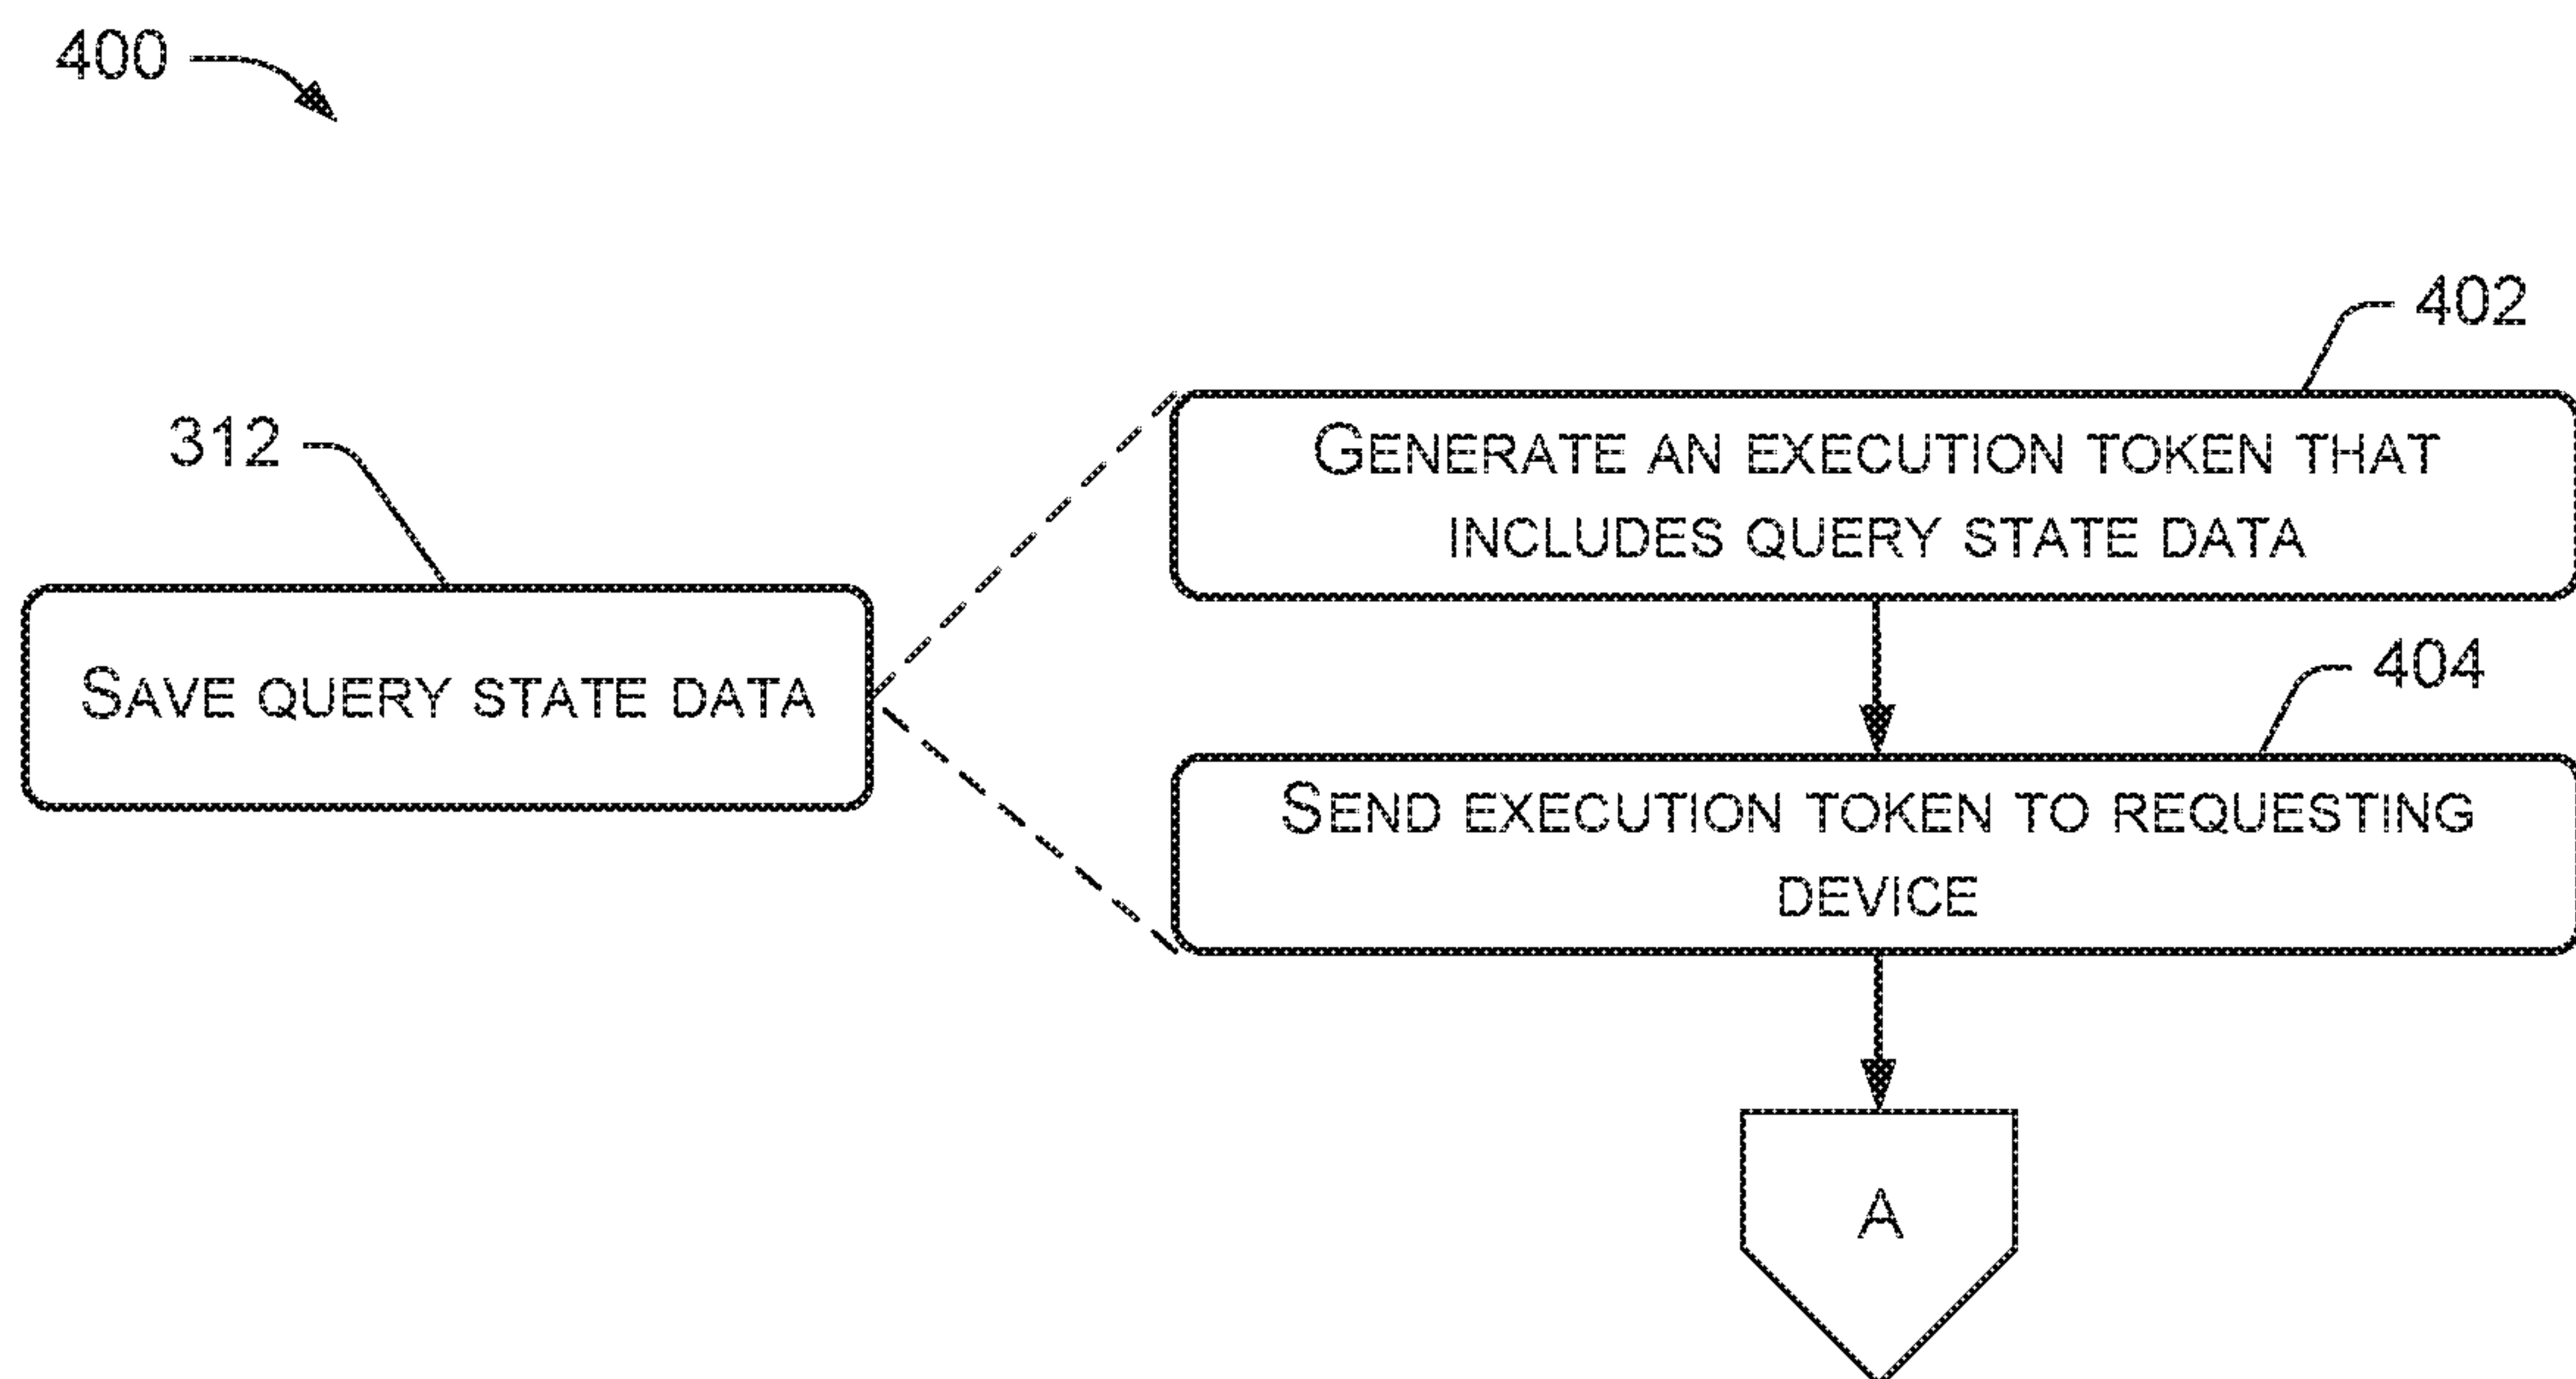 400
402
GENERATE AN EXECUTION TOKEN THAT
INCLUDES QUERY STATE DATA
312
SAVE QUERY STATE DATA
404
SEND EXECUTION TOKEN TO REQUESTING
DEVICE
A